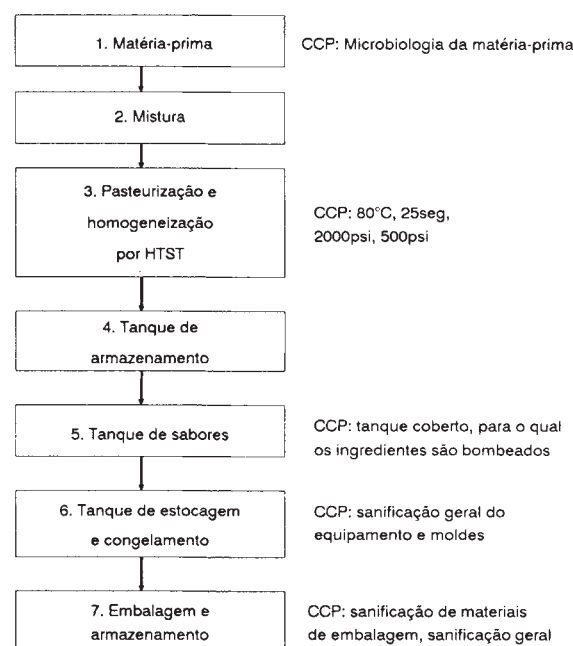 1. Matéria-prima
CCP: Microbiologia da matéria-prima
2. Mistura
3. Pasteurização e
homogeneização
por HTST
CCP: 80°C, 25seg,
2000psi, 500psi
4. Tanque de
armazenamento
5. Tanque de sabores
CCP: tanque coberto, para o qual
os ingredientes são bombeados
6. Tanque de estocagem
e congelamento
CCP: sanificação geral do
equipamento e moldes
7. Embalagem e
armazenamento
CCP: sanificação de materiais
de embalagem, sanificação geral